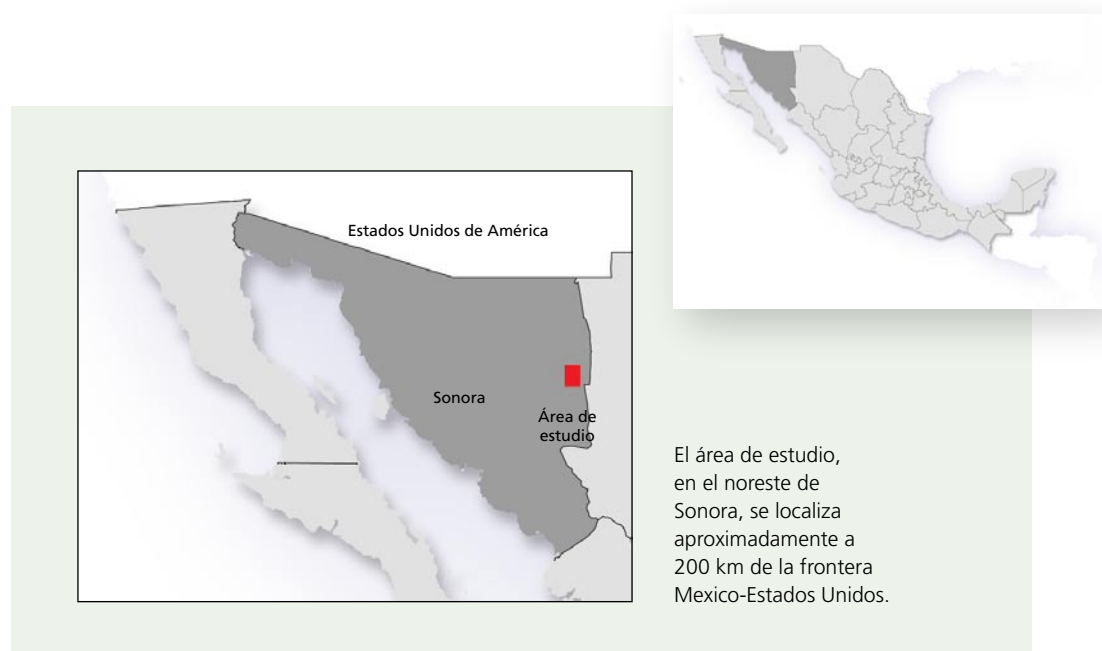 Estados Unidos de América
Sonora
Área de
estudio
El área de estudio,
en el noreste de
Sonora, se localiza
aproximadamente a
200 km de la frontera
Mexico-Estados Unidos.